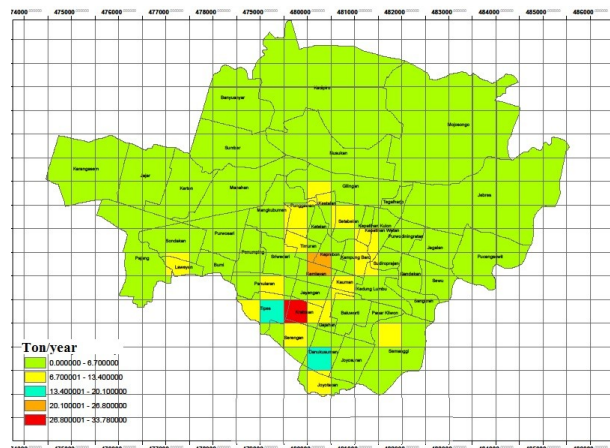 74000 475000 476000 477000 478000 479000 480000 481000 482000 483000 484000 485000 486000
Banyuanyar
Mojosongo
Sumber
Nusukan
Karangasem
Jajar
Kerten
Manahan
Gilingan
Jebres
Tegalharjo
Mangkubumen
Kestalan
Setabelan
Kepatihan Kulon
Kepatihan Wetan
Ketelan
Purwodiningratan
Sondakan
Purwosari
Timuran
Jagalan
Pajang
Laweyan
Bumi
Penumping
Sriwedari
Keprabon
Kampung Baru
Sudiroprajan
Gandekan
Pucangsawit
Kemlayan
Sewu
Panularan
Jayengan
Kauman
Kedung Lumbu
Sangkrah
Tipes
Kratonan
Gajahan
Baluwarti
Pasar Kliwon
Serengan
Danukusuman
Joyosuran
Semanggi
Joyotakan
Ton/year
0.000000 - 6.700000
6.700001 - 13.400000
13.400001 - 20.100000
20.100001 - 26.800000
26.800001 - 33.780000